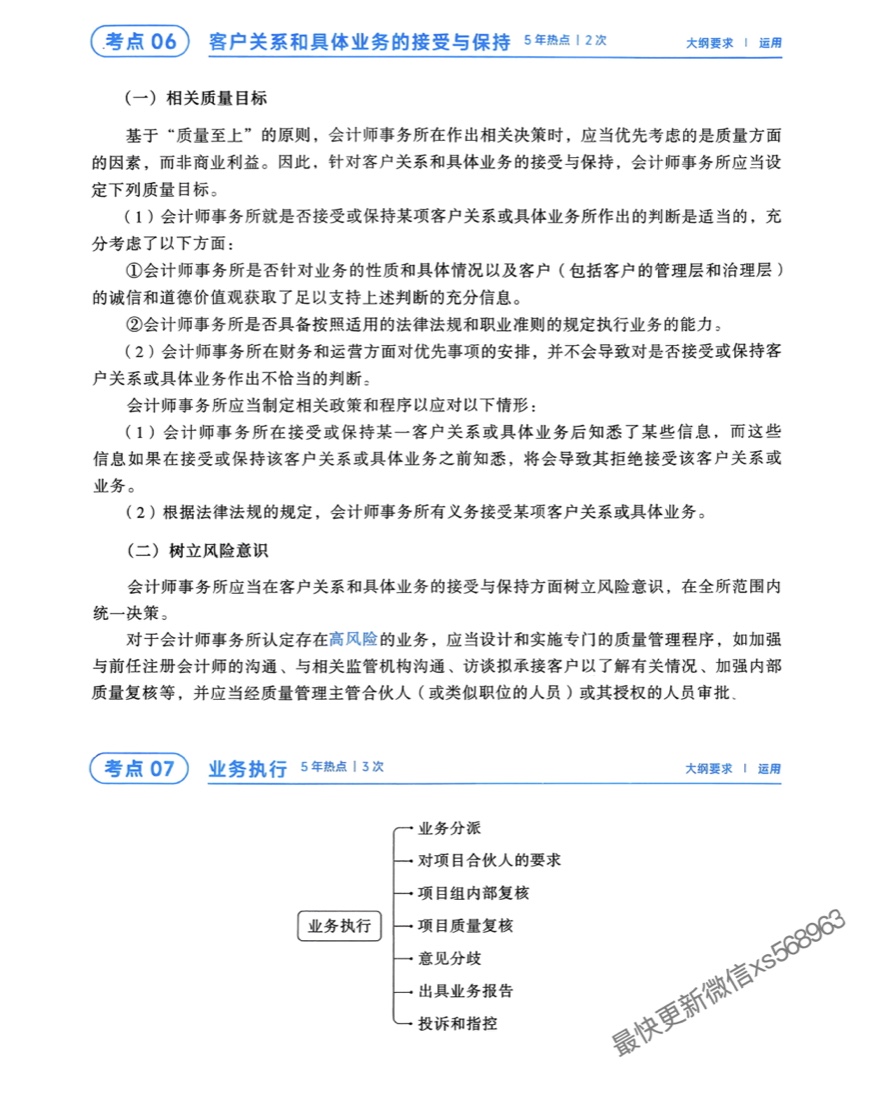 考点 06 客户关系和具体业务的接受与保持 5年热点 | 2次 大纲要求 | 运用
（一）相关质量目标
基于“质量至上”的原则，会计师事务所在作出相关决策时，应当优先考虑的是质量方面
的因素，而非商业利益。因此，针对客户关系和具体业务的接受与保持，会计师事务所应当设
定下列质量目标。
（1）会计师事务所就是否接受或保持某项客户关系或具体业务所作出的判断是适当的，充
分考虑了以下方面：
①会计师事务所是否针对业务的性质和具体情况以及客户（包括客户的管理层和治理层）
的诚信和道德价值观获取了足以支持上述判断的充分信息。
②会计师事务所是否具备按照适用的法律法规和职业准则的规定执行业务的能力。
（2）会计师事务所在财务和运营方面对优先事项的安排，并不会导致对是否接受或保持客
户关系或具体业务作出不恰当的判断。
会计师事务所应当制定相关政策和程序以应对以下情形：
（1）会计师事务所在接受或保持某一客户关系或具体业务后知悉了某些信息，而这些
信息如果在接受或保持该客户关系或具体业务之前知悉，将会导致其拒绝接受该客户关系或
业务。
（2）根据法律法规的规定，会计师事务所有义务接受某项客户关系或具体业务。
（二）树立风险意识
会计师事务所应当在客户关系和具体业务的接受与保持方面树立风险意识，在全所范围内
统一决策。
对于会计师事务所认定存在高风险的业务，应当设计和实施专门的质量管理程序，如加强
与前任注册会计师的沟通、与相关监管机构沟通、访谈拟承接客户以了解有关情况、加强内部
质量复核等，并应当经质量管理主管合伙人（或类似职位的人员）或其授权的人员审批。
考点 07 业务执行 5年热点 | 3次 大纲要求 | 运用
业务分派
对项目合伙人的要求
项目组内部复核
业务执行
项目质量复核
意见分歧
出具业务报告
投诉和指控
最快更新微信xs568963